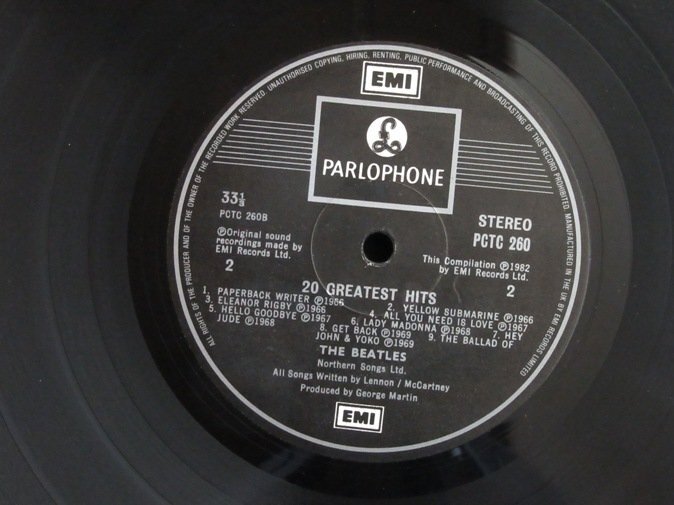 ALL RIGHTS OF THE PRODUCER AND OF THE OWNER OF THE RECORDED WORK RESERVED. UNAUTHORISED COPYING, HIRING, RENTING, PUBLIC PERFORMANCE AND BROADCASTING OF THIS RECORD PROHIBITED. MANUFACTURED IN THE UK BY EMI RECORDS LIMITED
EMI
£
PARLOPHONE
33⅓
PCTC 260B
STEREO
PCTC 260
℗Original sound
recordings made by
EMI Records Ltd.
This Compilation ℗1982
by EMI Records Ltd.
2
2
20 GREATEST HITS
1. PAPERBACK WRITER ℗1966 2. YELLOW SUBMARINE ℗1966
3. ELEANOR RIGBY ℗1966 4. ALL YOU NEED IS LOVE ℗1967
5. HELLO GOODBYE ℗1967 6. LADY MADONNA ℗1968 7. HEY
JUDE ℗1968 8. GET BACK ℗1969 9. THE BALLAD OF
JOHN & YOKO ℗1969
THE BEATLES
Northern Songs Ltd.
All Songs Written by Lennon / McCartney
Produced by George Martin
EMI